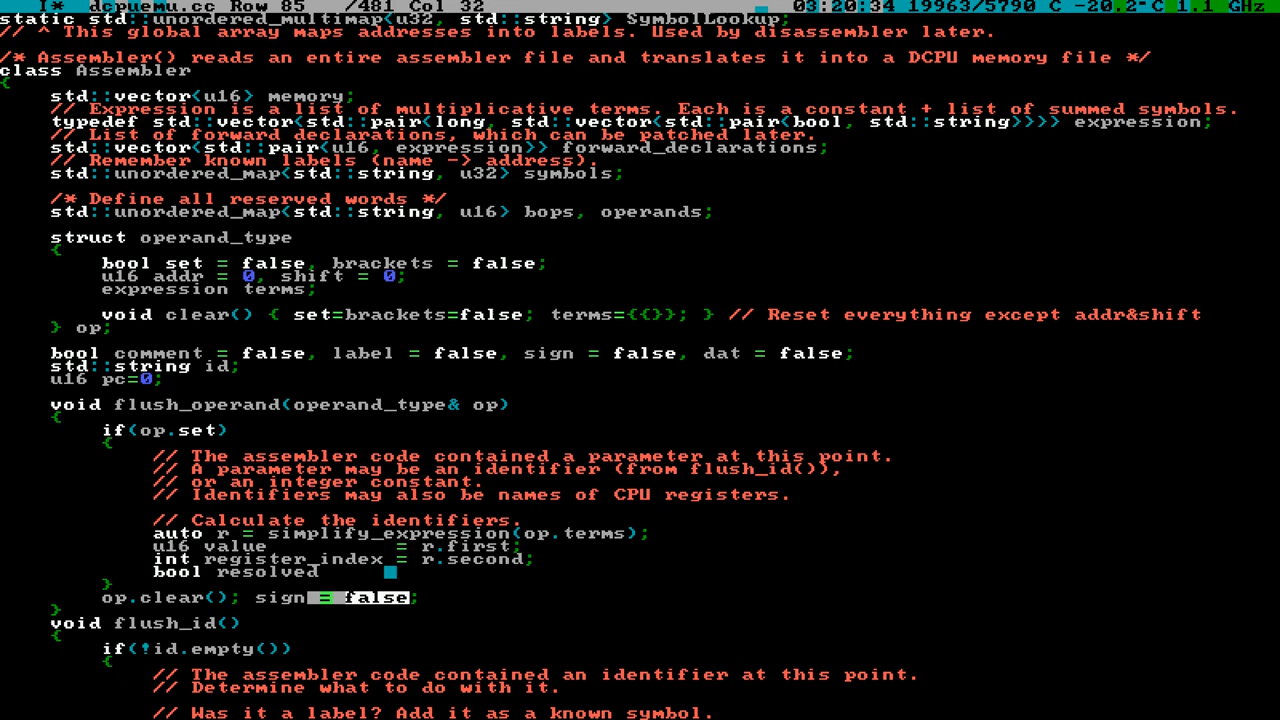 I* dcpuemu.cc Row 85 /481 Col 32 03:20:34 19963/5790 C -20.2°C 1.1 GHz
static std::unordered_multimap<u32, std::string> SymbolLookup;
// ^ This global array maps addresses into labels. Used by disassembler later.
/* Assembler() reads an entire assembler file and translates it into a DCPU memory file */
class Assembler
{
std::vector<u16> memory;
// Expression is a list of multiplicative terms. Each is a constant + list of summed symbols.
typedef std::vector<std::pair<long, std::vector<std::pair<bool, std::string>>>> expression;
// List of forward declarations, which can be patched later.
std::vector<std::pair<u16, expression>> forward_declarations;
// Remember known labels (name -> address).
std::unordered_map<std::string, u32> symbols;
/* Define all reserved words */
std::unordered_map<std::string, u16> bops, operands;
struct operand_type
{
bool set = false, brackets = false;
u16 addr = 0, shift = 0;
expression terms;
void clear() { set=brackets=false; terms={{}}; } // Reset everything except addr&shift
} op;
bool comment = false, label = false, sign = false, dat = false;
std::string id;
u16 pc=0;
void flush_operand(operand_type& op)
{
if(op.set)
{
// The assembler code contained a parameter at this point.
// A parameter may be an identifier (from flush_id()),
// or an integer constant.
// Identifiers may also be names of CPU registers.
// Calculate the identifiers.
auto r = simplify_expression(op.terms);
u16 value = r.first;
int register_index = r.second;
bool resolved
}
op.clear(); sign = false;
}
void flush_id()
{
if(!id.empty())
{
// The assembler code contained an identifier at this point.
// Determine what to do with it.
// Was it a label? Add it as a known symbol.